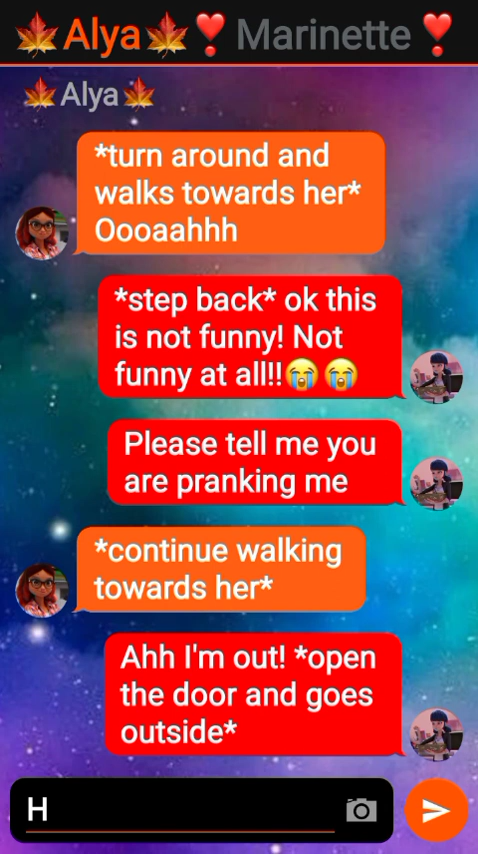 🍁Alya🍁❣️ Marinette ❣️
🍁Alya🍁
*turn around and
walks towards her*
Oooaahhh
*step back* ok this
is not funny! Not
funny at all!!😭😭
Please tell me you
are pranking me
*continue walking
towards her*
Ahh I'm out! *open
the door and goes
outside*
H